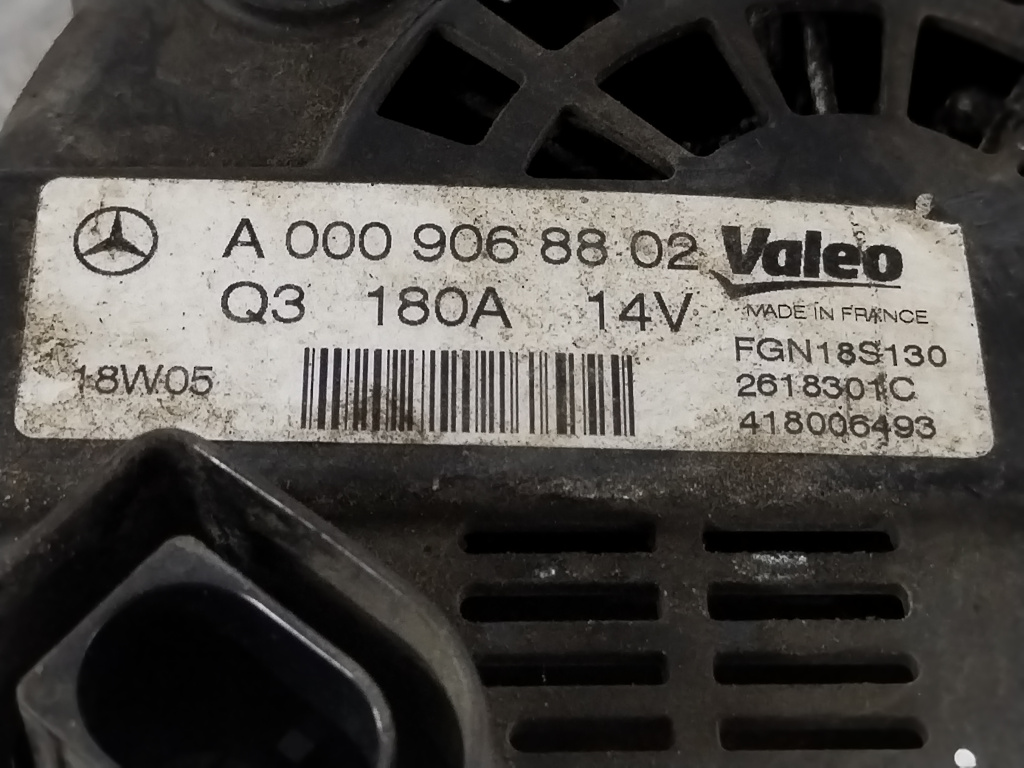 A 000 906 88 02 Valeo
Q3 180A 14V
MADE IN FRANCE
FGN18S130
18W05
2618301C
418006493